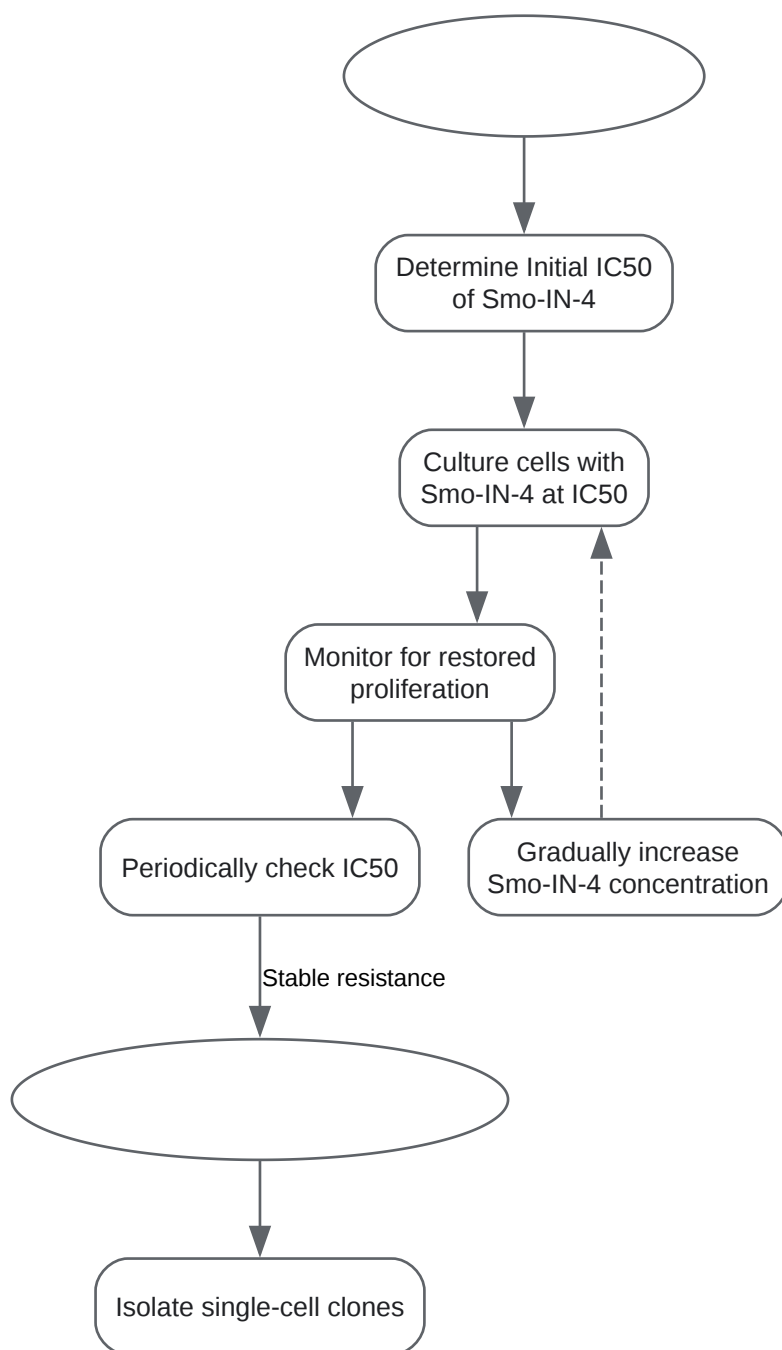 Determine Initial IC50
of Smo-IN-4
Culture cells with
Smo-IN-4 at IC50
Monitor for restored
proliferation
Periodically check IC50
Gradually increase
Smo-IN-4 concentration
Stable resistance
Isolate single-cell clones